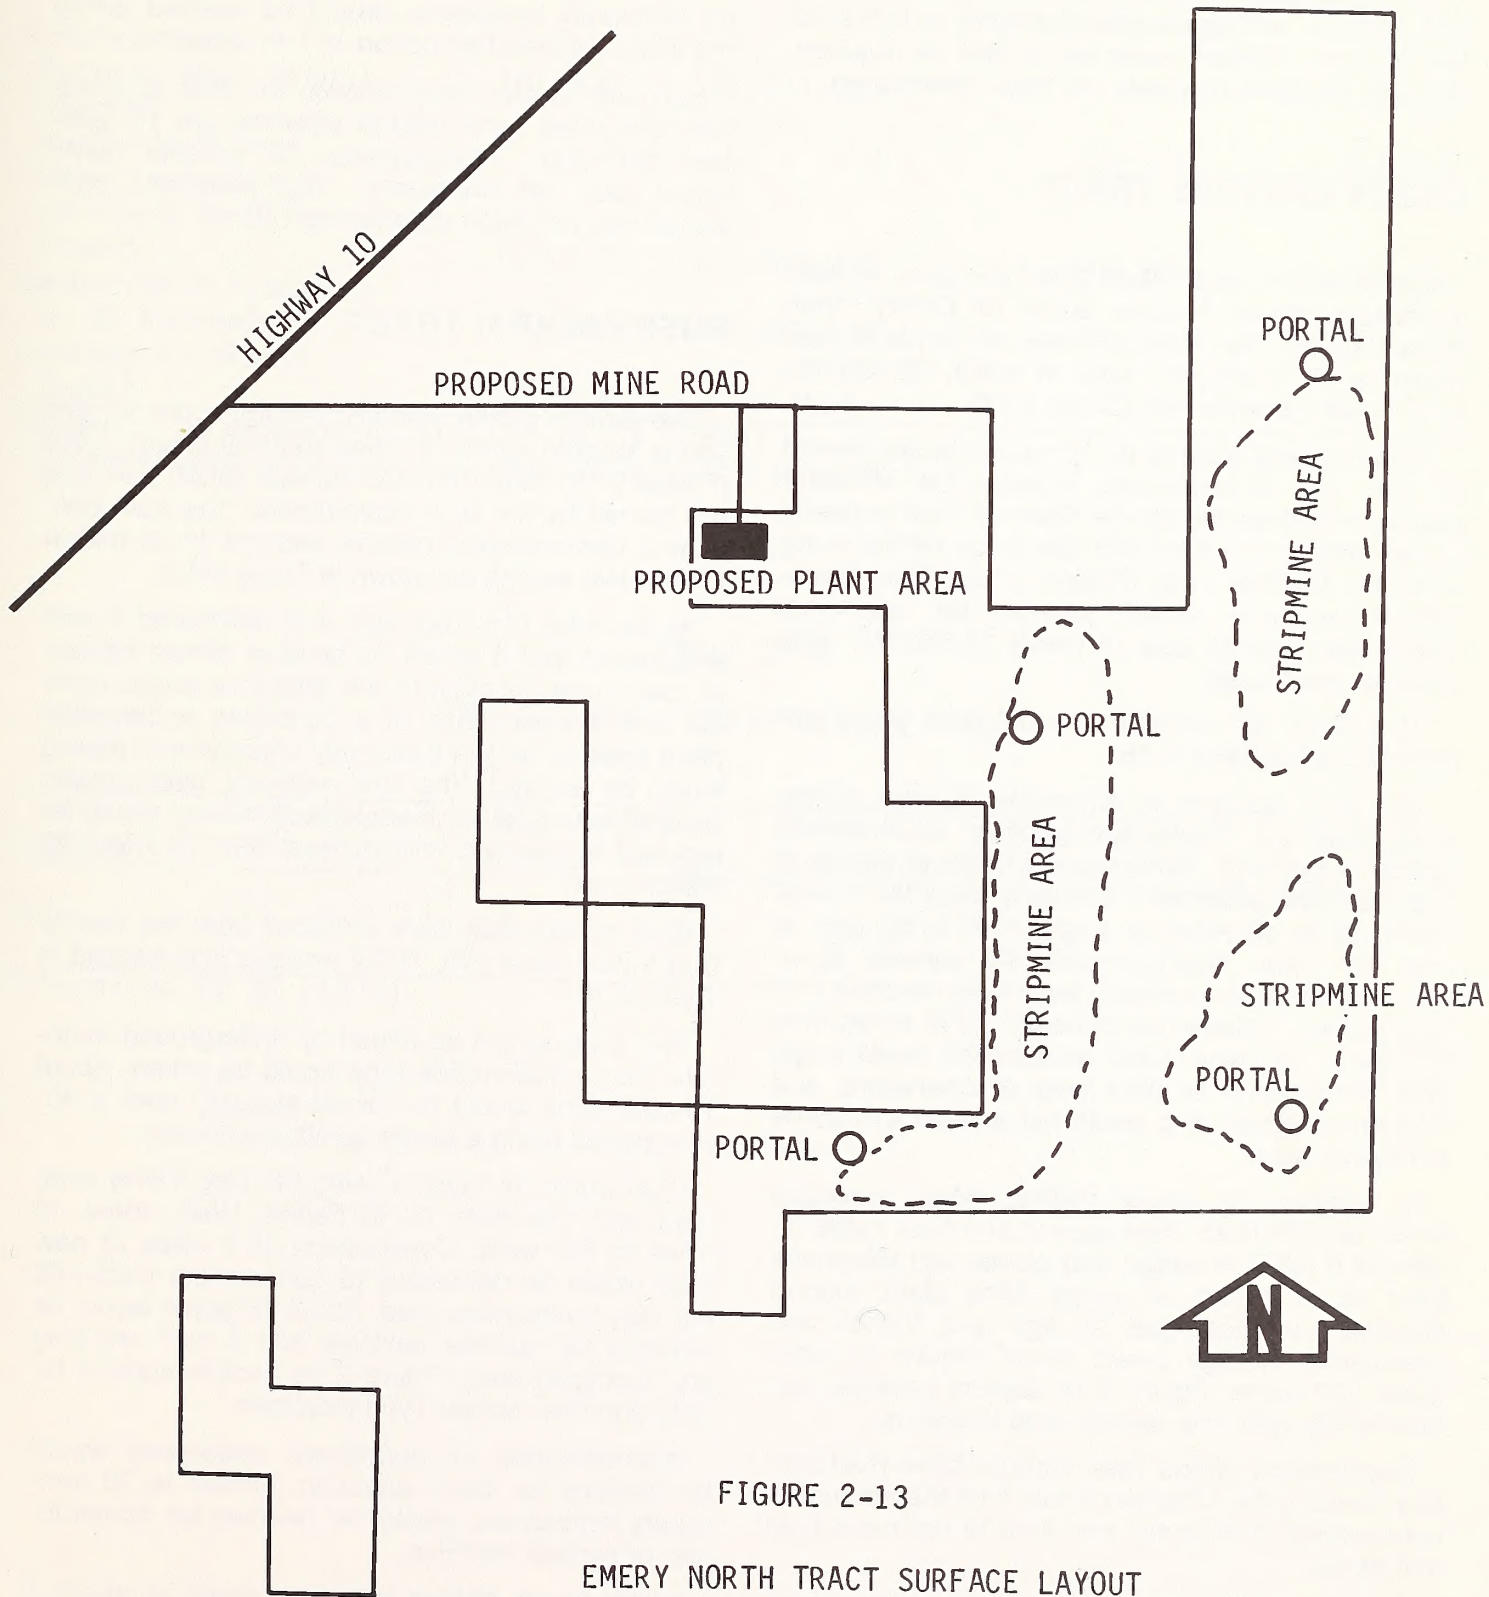 PORTAL
HIGHWAY 10
PROPOSED MINE ROAD
STRIPMINE AREA
PROPOSED PLANT AREA
PORTAL
STRIPMINE AREA
STRIPMINE AREA
PORTAL
PORTAL
N
FIGURE 2-13
EMERY NORTH TRACT SURFACE LAYOUT